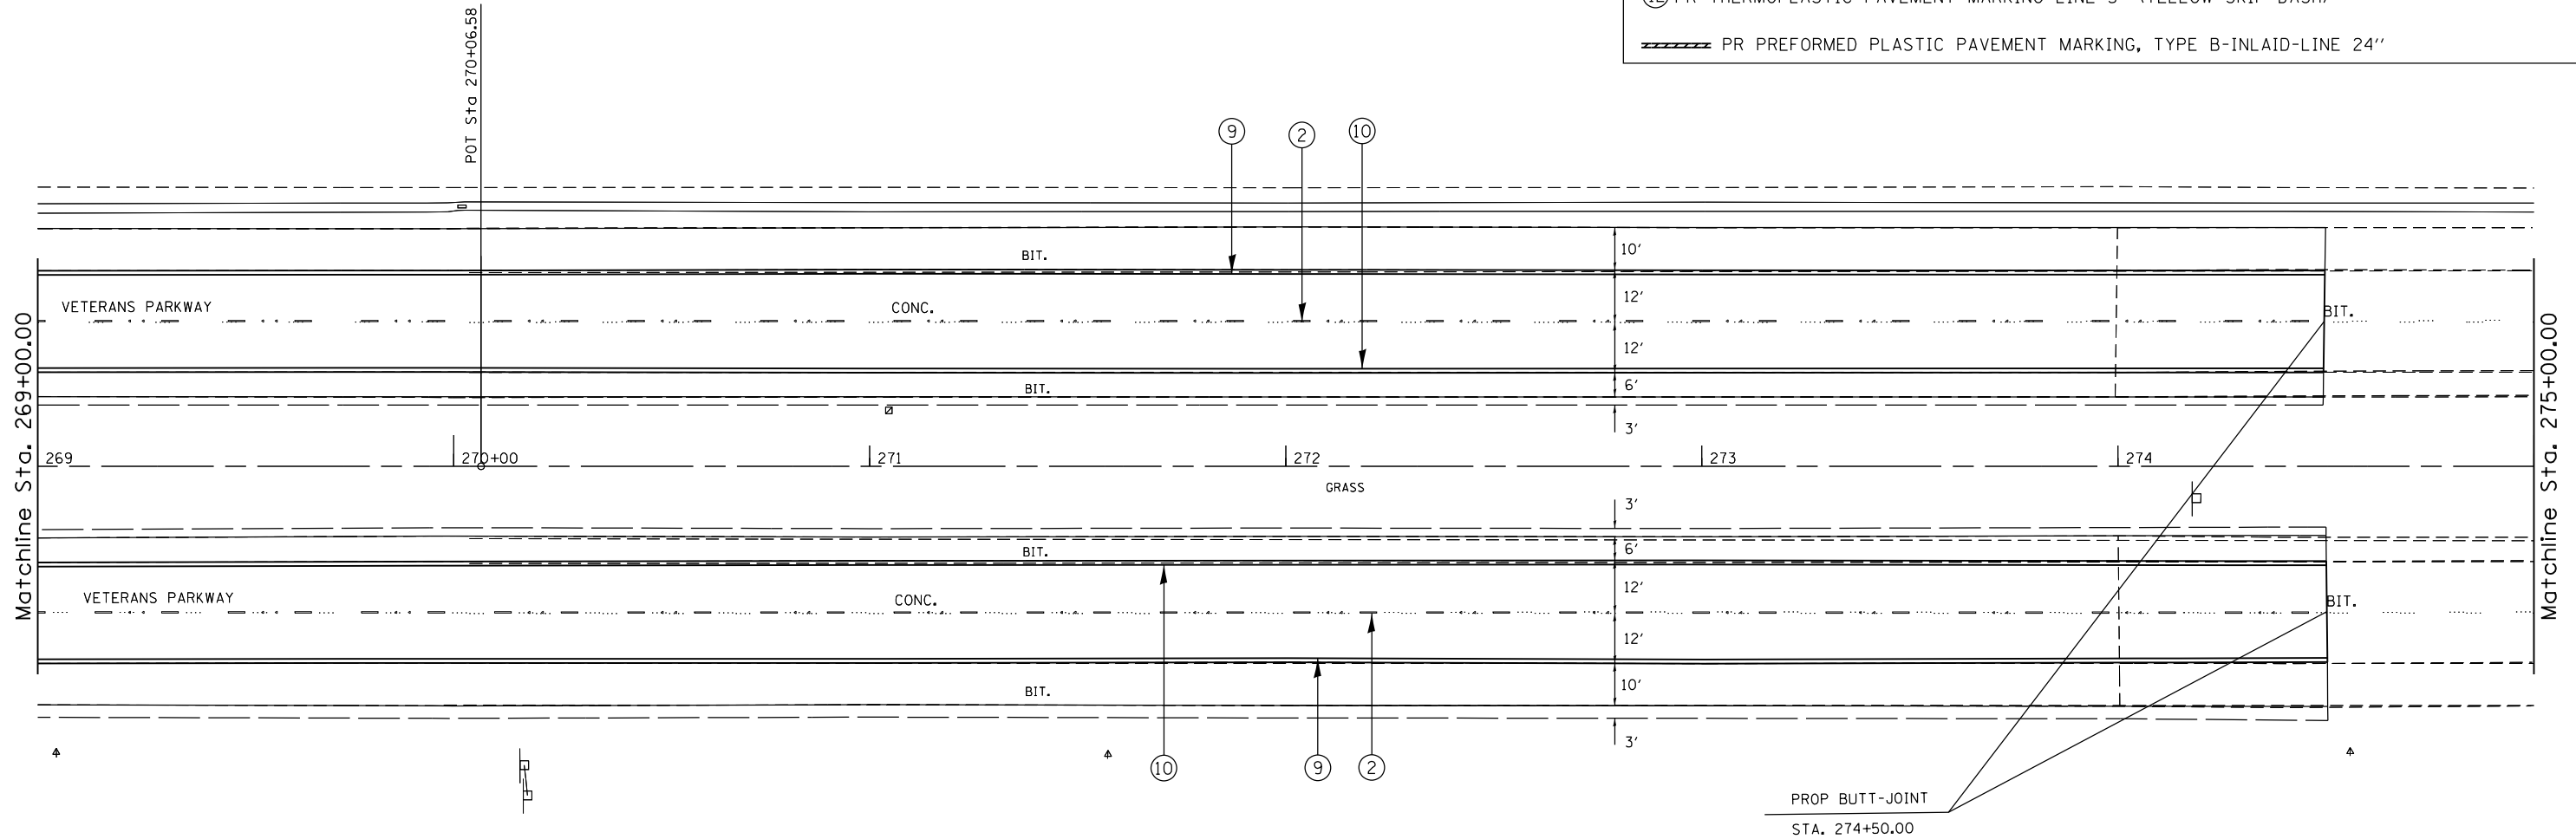 PR PREFORMED PLASTIC PAVEMENT MARKING, TYPE B-INLAID-LINE 24''
POT Sta 270+06.58
9
2
10
BIT.
10'
VETERANS PARKWAY
CONC.
12'
BIT.
12'
BIT.
6'
3'
Matchline Sta. 269+00.00
Matchline Sta. 275+00.00
269
270+00
271
272
273
274
GRASS
3'
BIT.
6'
12'
VETERANS PARKWAY
CONC.
BIT.
12'
BIT.
10'
3'
10
9
2
PROP BUTT-JOINT
STA. 274+50.00